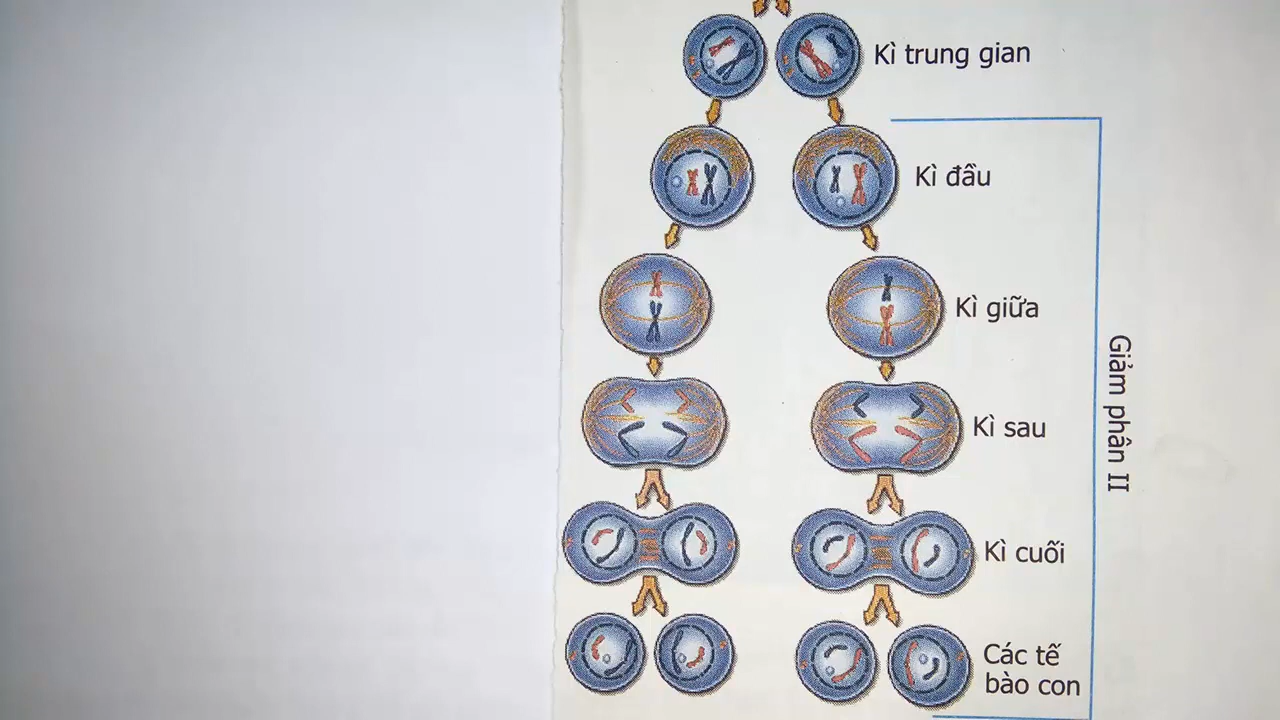 Kì trung gian
Kì đầu
Kì giữa
Kì sau
Giảm phân II
Kì cuối
Các tế
bào con